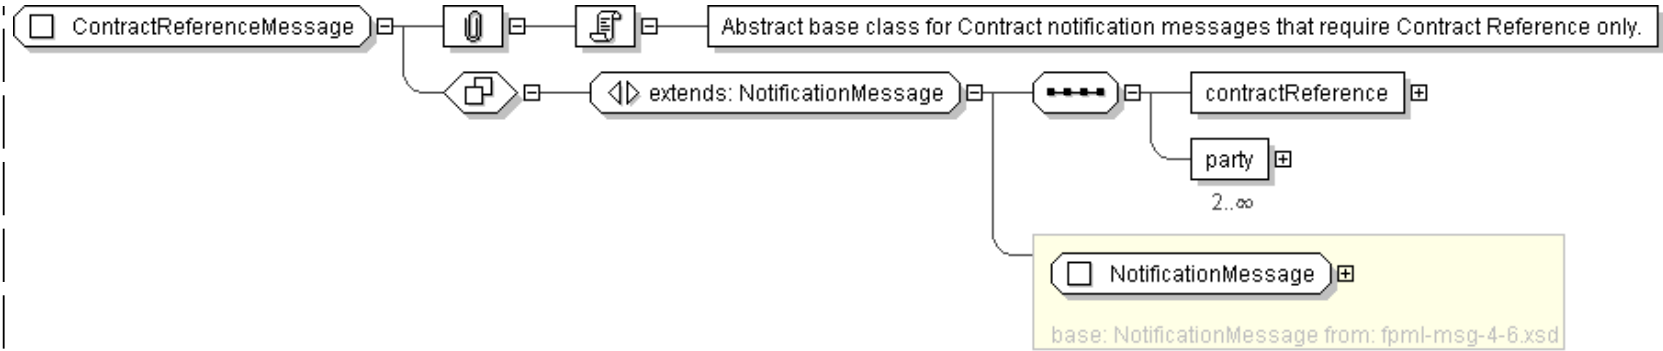 ContractReferenceMessage
Abstract base class for Contract notification messages that require Contract Reference only.
extends: NotificationMessage
contractReference
party
2..∞
NotificationMessage
base: NotificationMessage from: fpml-msg-4-6.xsd